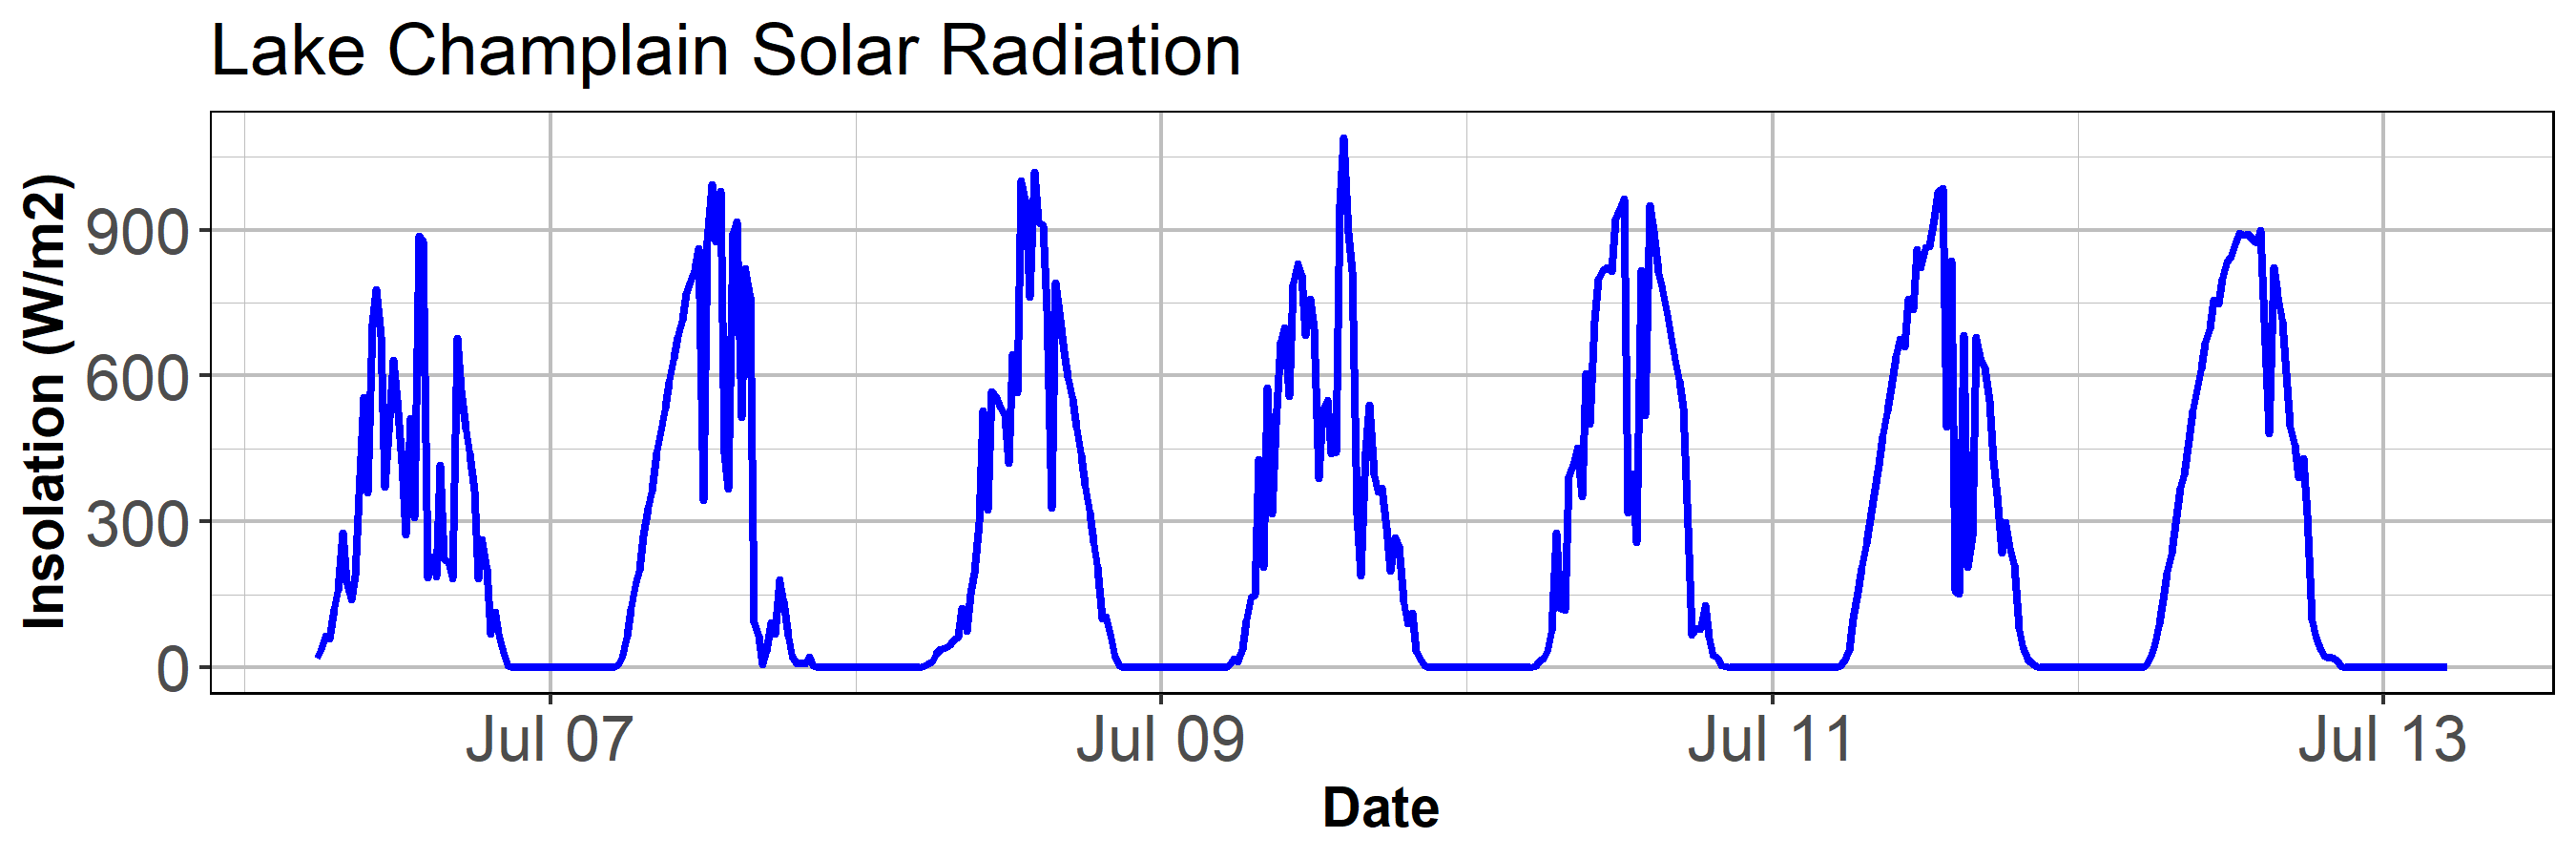 Lake Champlain Solar Radiation
Insolation (W/m2)
900
600
300
0
Jul 07 Jul 09 Jul 11 Jul 13
Date